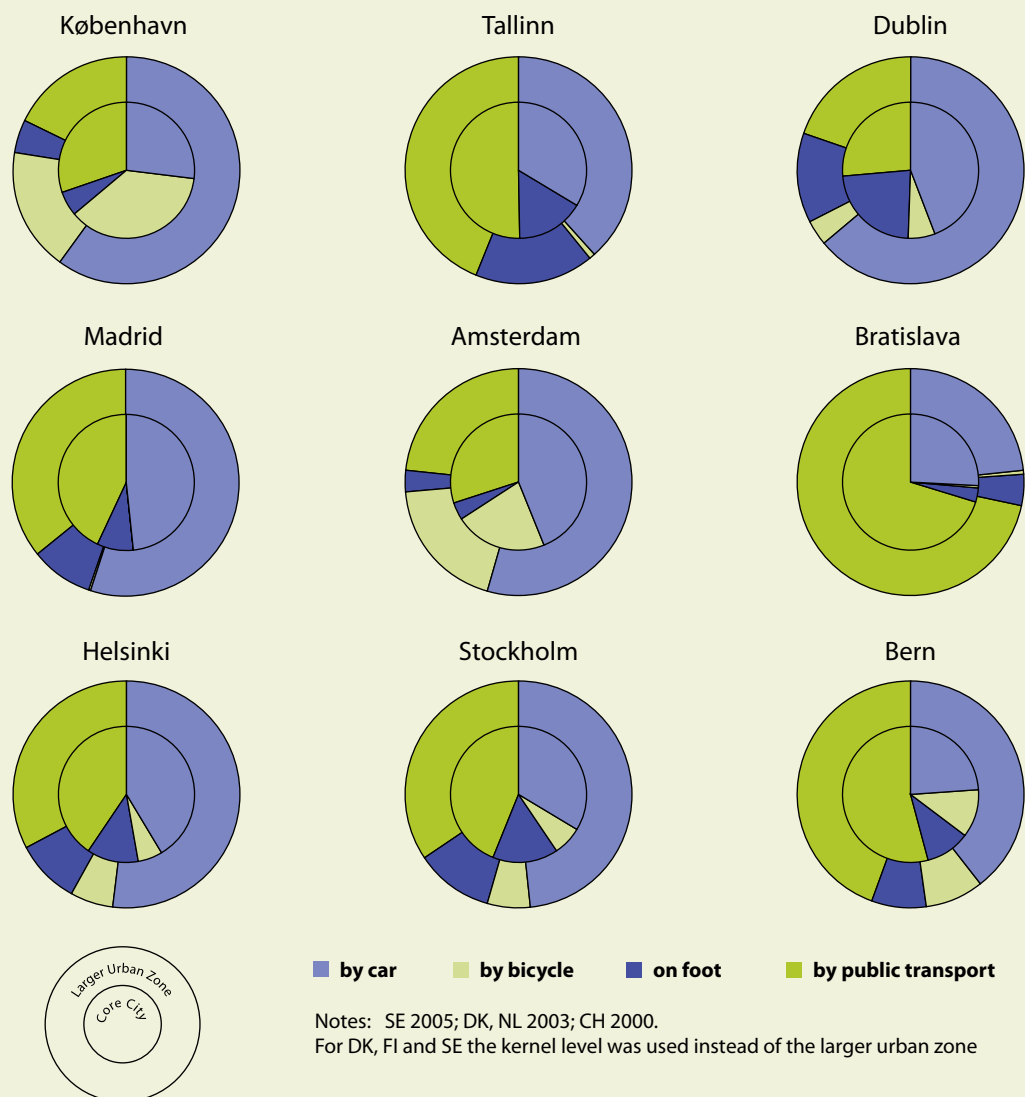 København
Tallinn
Dublin
Madrid
Amsterdam
Bratislava
Helsinki
Stockholm
Bern
Larger Urban Zone
Core City
by car
by bicycle
on foot
by public transport
Notes: SE 2005; DK, NL 2003; CH 2000.
For DK, FI and SE the kernel level was used instead of the larger urban zone